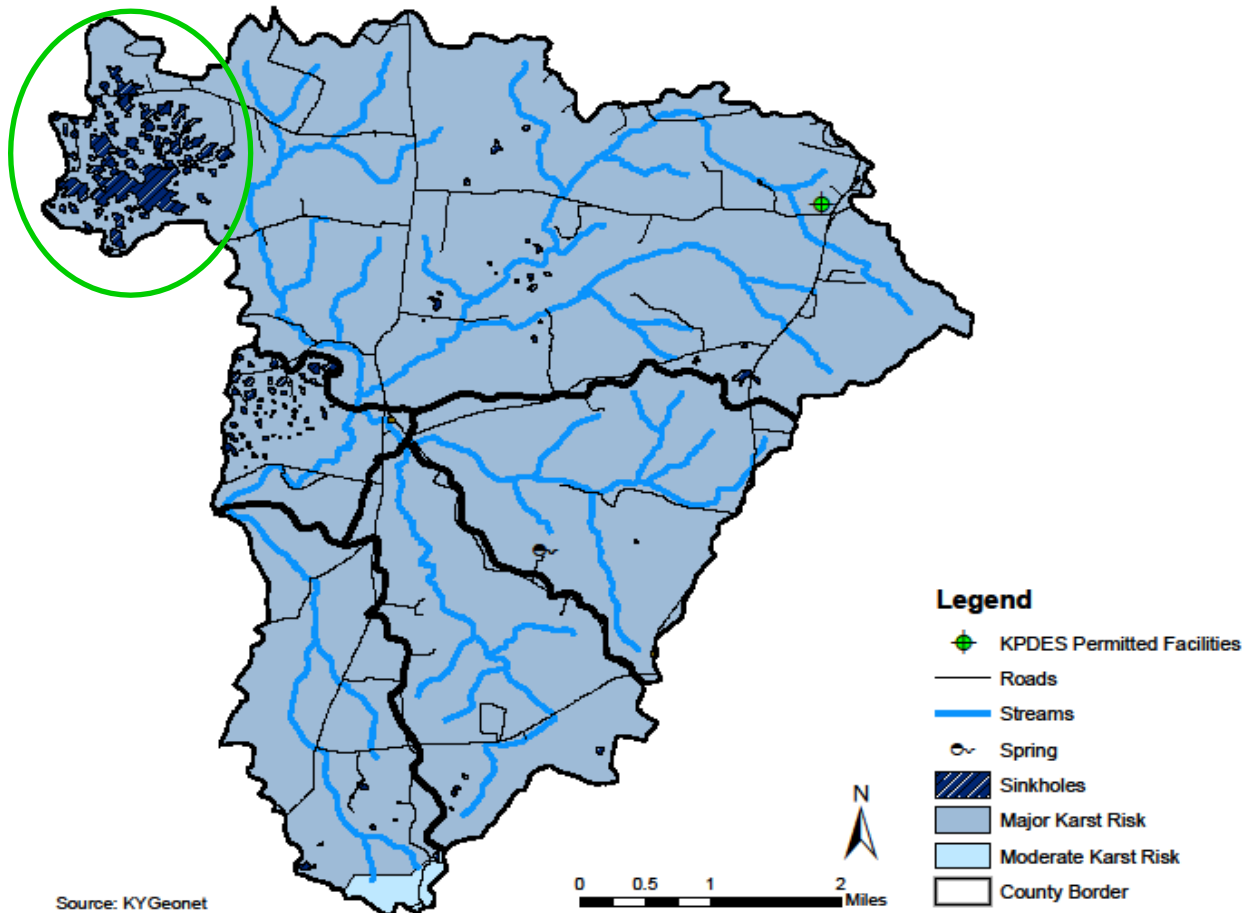 Legend
KPDES Permitted Facilities
Roads
Streams
Spring
Sinkholes
Major Karst Risk
Moderate Karst Risk
County Border
N
0 0.5 1 2
Miles
Source: KYGeonet